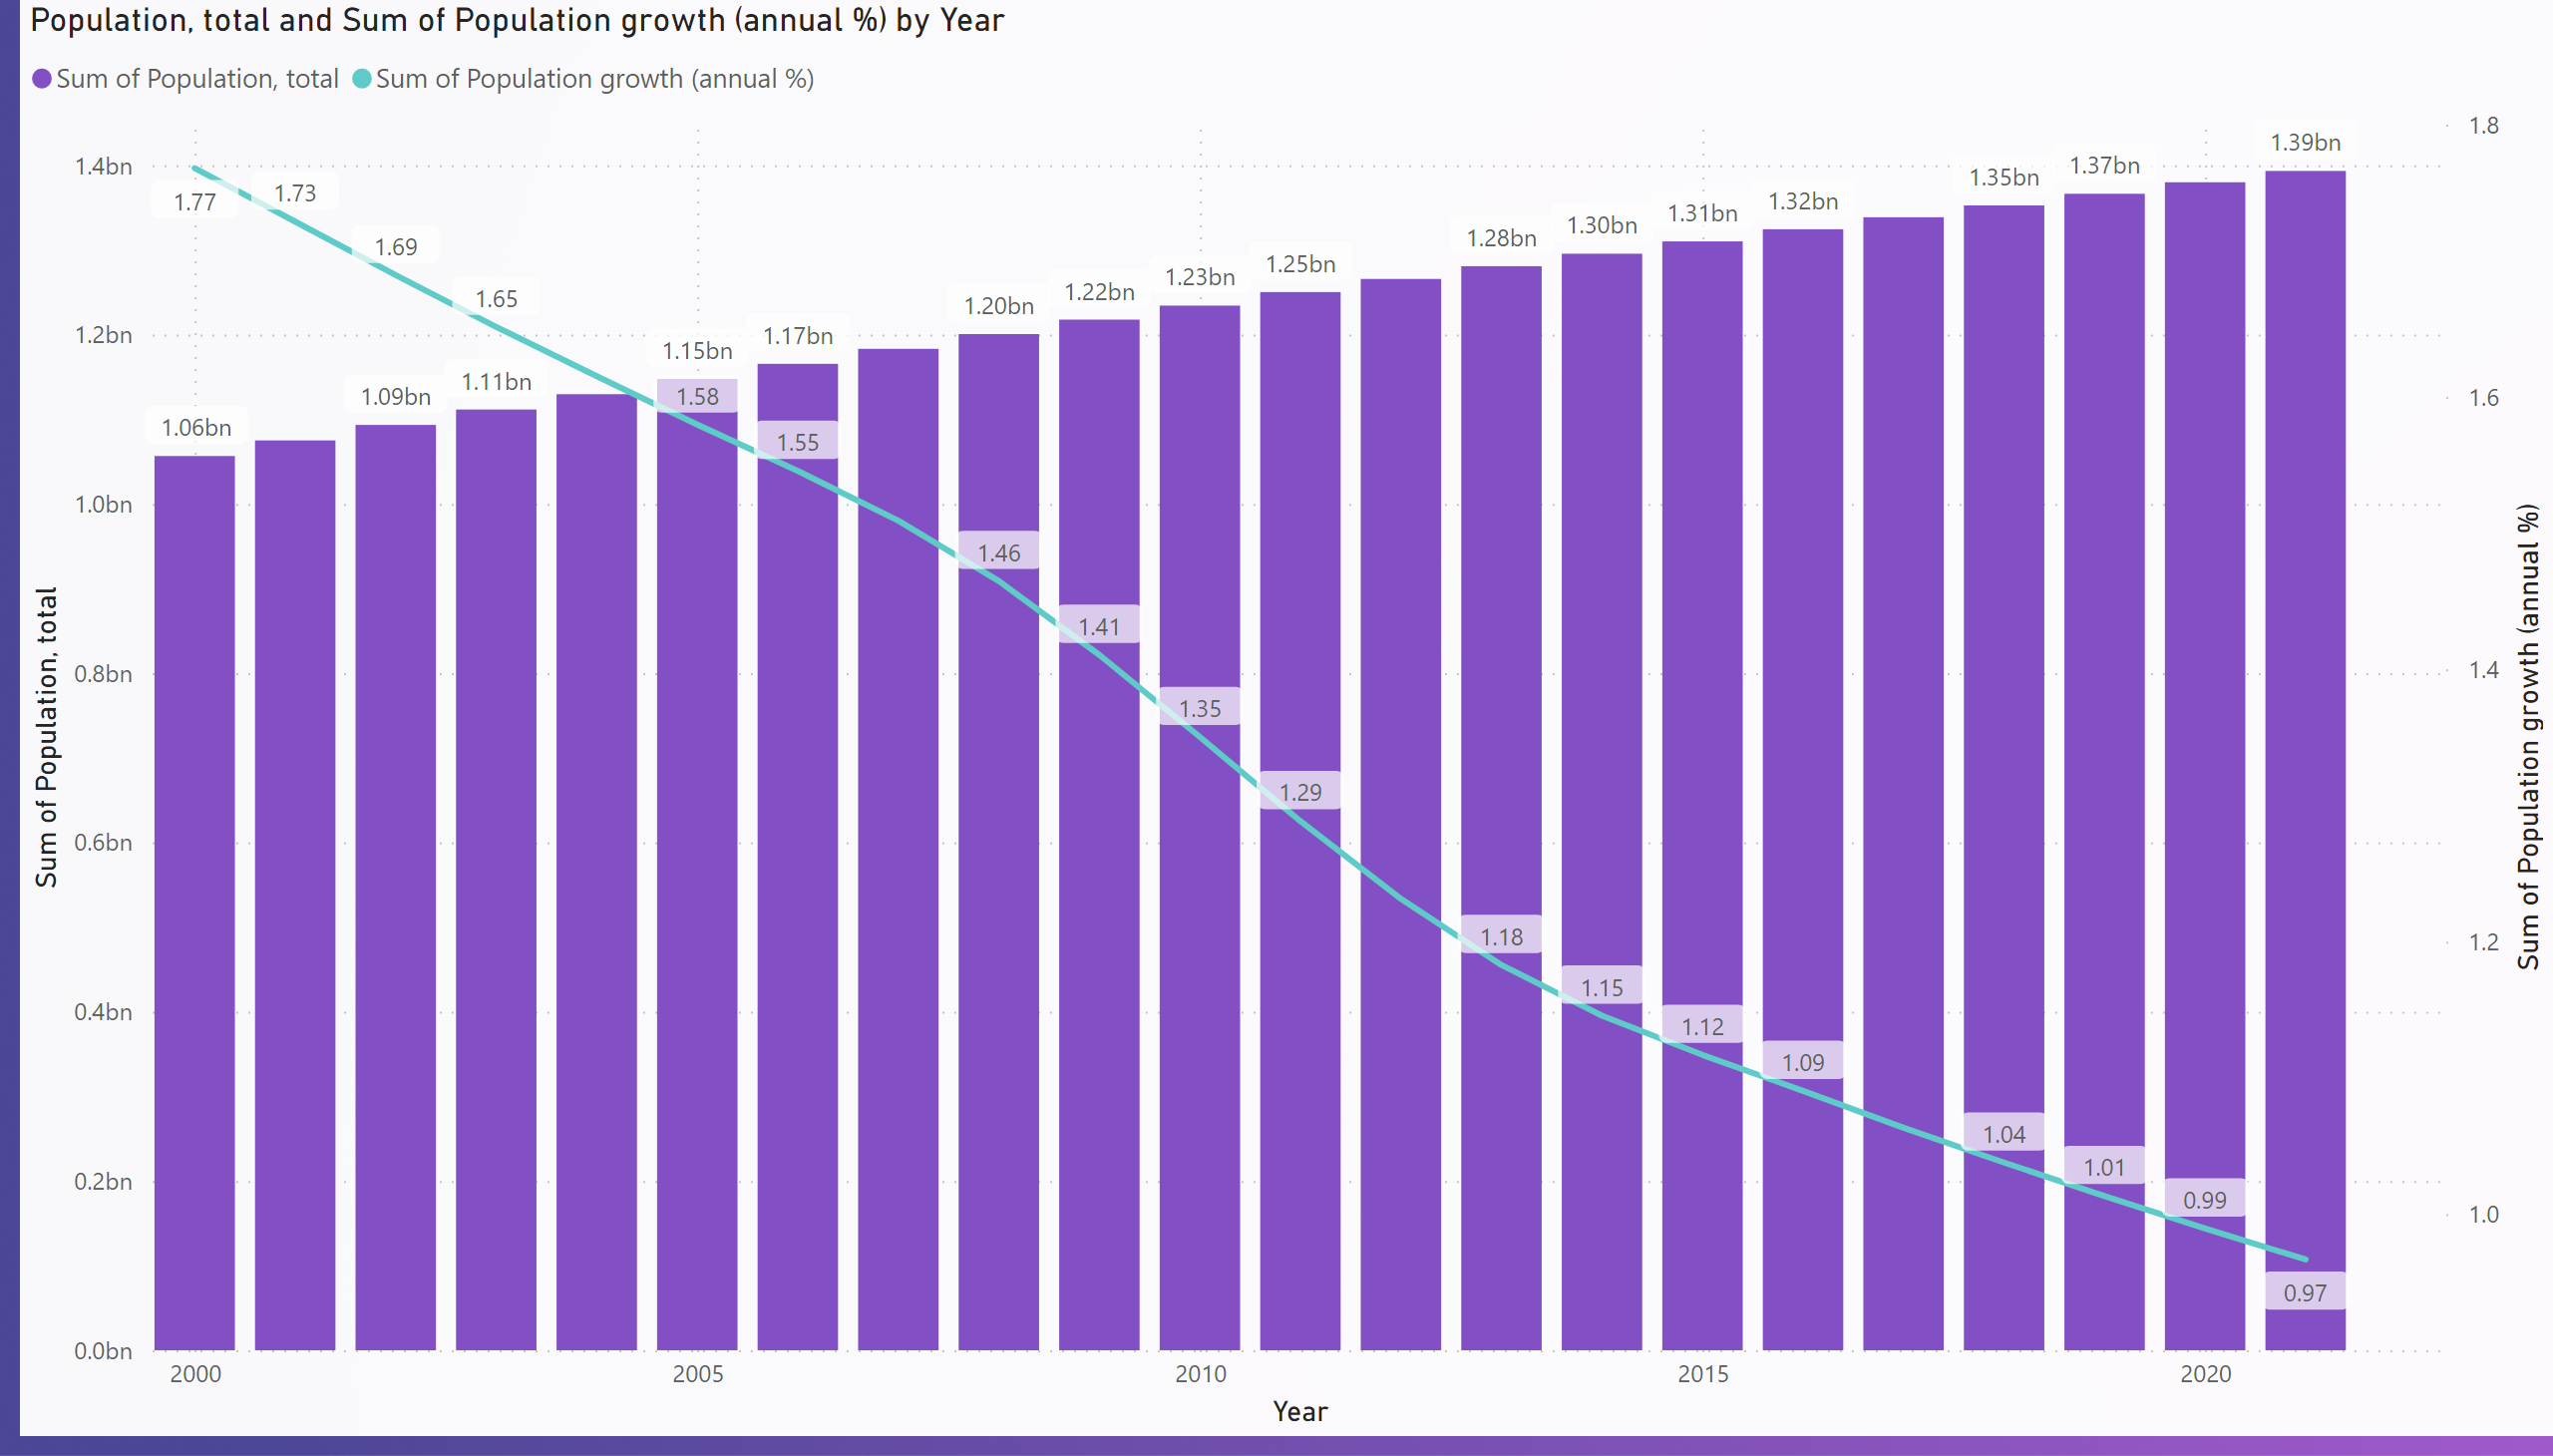 Population, total and Sum of Population growth (annual %) by Year
Sum of Population, total Sum of Population growth (annual %)
1.4bn
1.2bn
1.0bn
0.8bn
0.6bn
0.4bn
0.2bn
0.0bn
Sum of Population, total
1.06bn
1.09bn
1.11bn
1.15bn
1.17bn
1.20bn
1.22bn
1.23bn
1.25bn
1.28bn
1.30bn
1.31bn
1.32bn
1.35bn
1.37bn
1.39bn
1.77
1.73
1.69
1.65
1.58
1.55
1.46
1.41
1.35
1.29
1.18
1.15
1.12
1.09
1.04
1.01
0.99
0.97
1.8
1.6
1.4
1.2
1.0
Sum of Population growth (annual %)
2000 2005 2010 2015 2020
Year